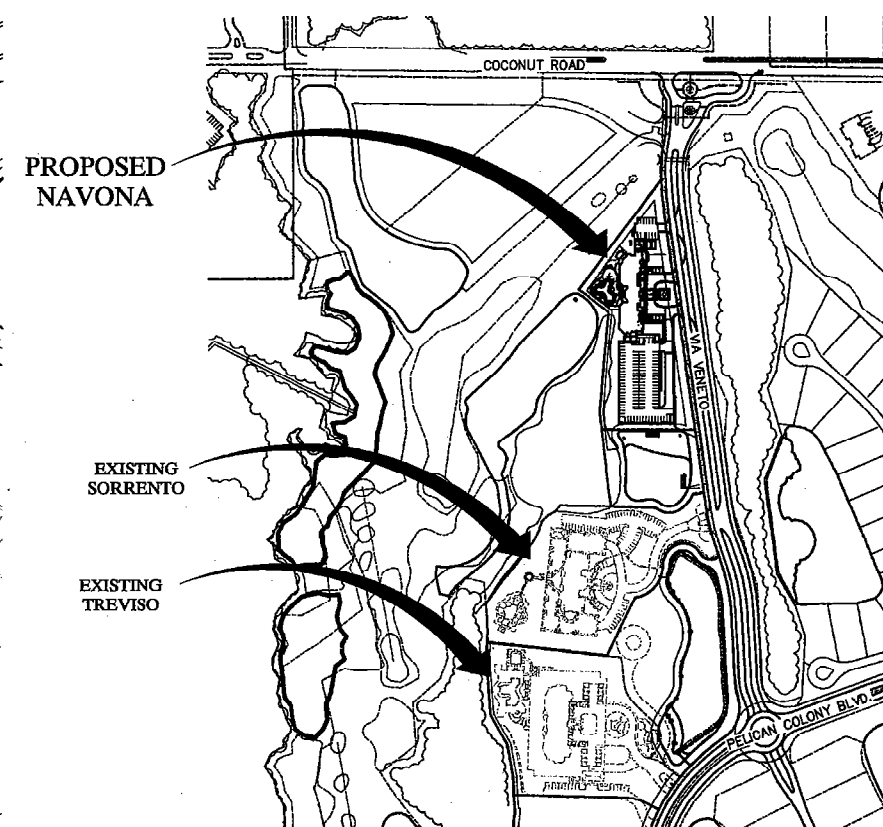 COCONUT ROAD
PROPOSED
NAVONA
VIA VENETO
EXISTING
SORRENTO
EXISTING
TREVISO
PELICAN COLONY BLVD.